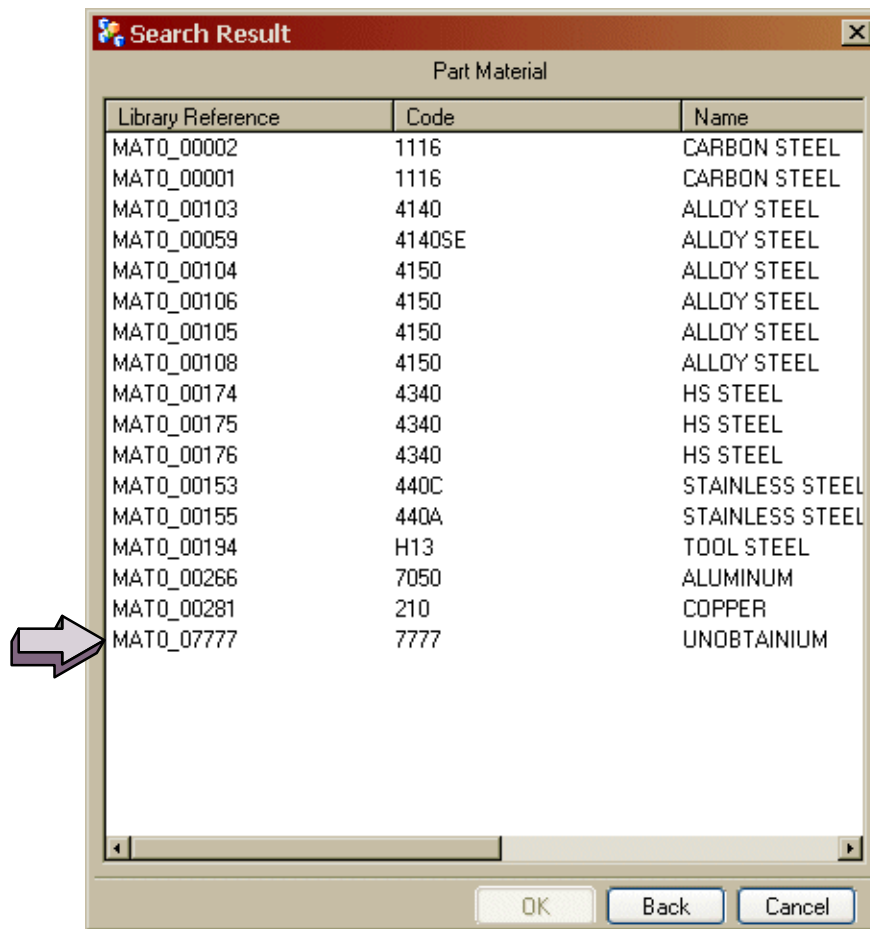 Search Result
Part Material
Library Reference Code Name
MAT0_00002 1116 CARBON STEEL
MAT0_00001 1116 CARBON STEEL
MAT0_00103 4140 ALLOY STEEL
MAT0_00059 4140SE ALLOY STEEL
MAT0_00104 4150 ALLOY STEEL
MAT0_00106 4150 ALLOY STEEL
MAT0_00105 4150 ALLOY STEEL
MAT0_00108 4150 ALLOY STEEL
MAT0_00174 4340 HS STEEL
MAT0_00175 4340 HS STEEL
MAT0_00176 4340 HS STEEL
MAT0_00153 440C STAINLESS STEEL
MAT0_00155 440A STAINLESS STEEL
MAT0_00194 H13 TOOL STEEL
MAT0_00266 7050 ALUMINUM
MAT0_00281 210 COPPER
MAT0_07777 7777 UNOBTAINIUM
OK Back Cancel